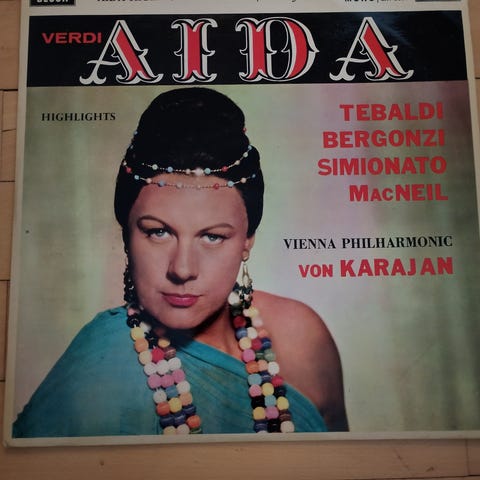 DECCA
VERDI AIDA
HIGHLIGHTS
TEBALDI
BERGONZI
SIMIONATO
MACNEIL
VIENNA PHILHARMONIC
VON KARAJAN